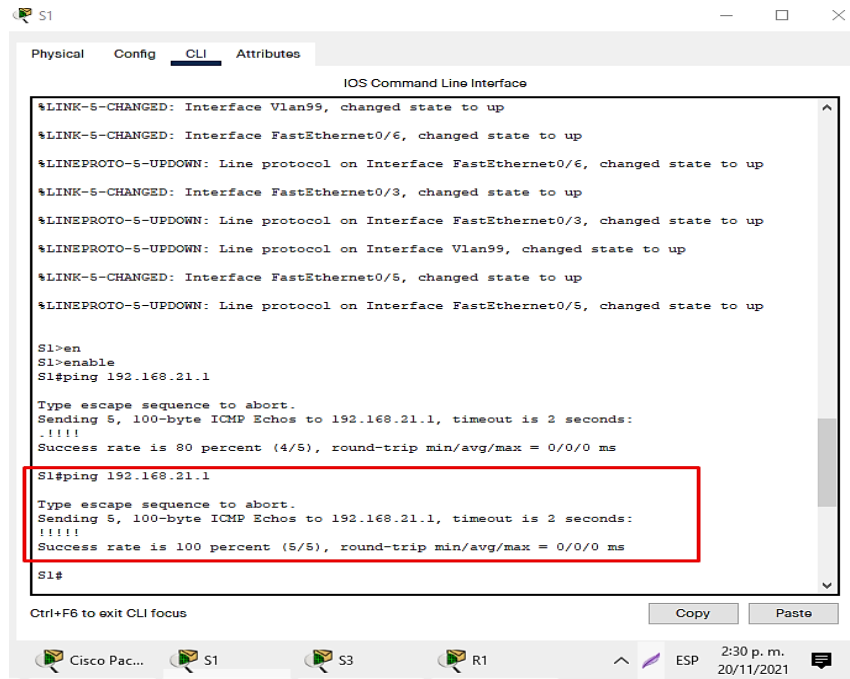 S1
Physical Config CLI Attributes
IOS Command Line Interface
%LINK-5-CHANGED: Interface Vlan99, changed state to up
%LINK-5-CHANGED: Interface FastEthernet0/6, changed state to up
%LINEPROTO-5-UPDOWN: Line protocol on Interface FastEthernet0/6, changed state to up
%LINK-5-CHANGED: Interface FastEthernet0/3, changed state to up
%LINEPROTO-5-UPDOWN: Line protocol on Interface FastEthernet0/3, changed state to up
%LINEPROTO-5-UPDOWN: Line protocol on Interface Vlan99, changed state to up
%LINK-5-CHANGED: Interface FastEthernet0/5, changed state to up
%LINEPROTO-5-UPDOWN: Line protocol on Interface FastEthernet0/5, changed state to up
S1>en
S1>enable
S1#ping 192.168.21.1
Type escape sequence to abort.
Sending 5, 100-byte ICMP Echos to 192.168.21.1, timeout is 2 seconds:
.!!!!
Success rate is 80 percent (4/5), round-trip min/avg/max = 0/0/0 ms
S1#ping 192.168.21.1
Type escape sequence to abort.
Sending 5, 100-byte ICMP Echos to 192.168.21.1, timeout is 2 seconds:
!!!!!
Success rate is 100 percent (5/5), round-trip min/avg/max = 0/0/0 ms
S1#
Ctrl+F6 to exit CLI focus
Copy Paste
Cisco Pac... S1 S3 R1 ESP 2:30 p. m.
20/11/2021